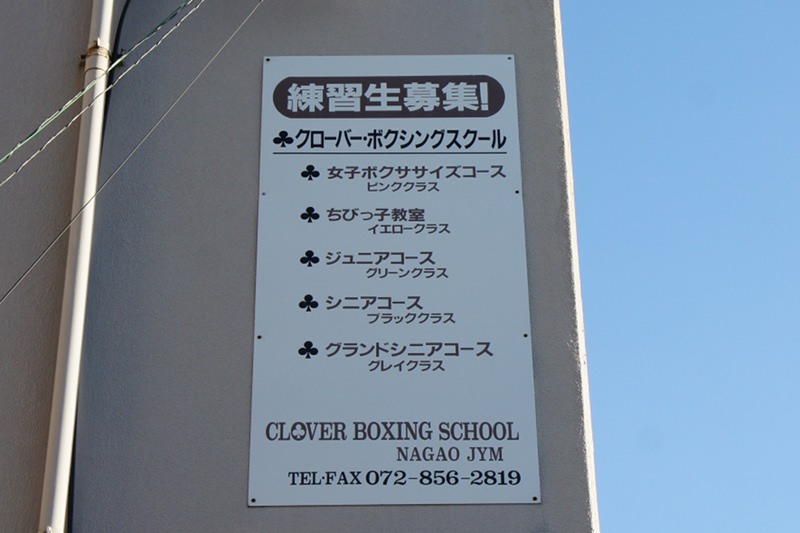 練習生募集!
♣クローバー・ボクシングスクール
♣ 女子ボクササイズコース
ピンククラス
♣ ちびっ子教室
イエロークラス
♣ ジュニアコース
グリーンクラス
♣ シニアコース
ブラッククラス
♣ グランドシニアコース
グレイクラス
CLOVER BOXING SCHOOL
NAGAO JYM
TEL・FAX 072-856-2819